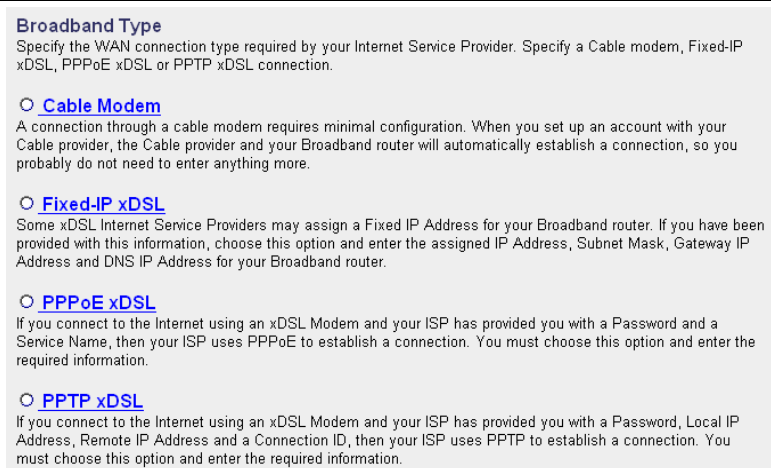 Broadband Type
Specify the WAN connection type required by your Internet Service Provider. Specify a Cable modem, Fixed-IP
xDSL, PPPoE xDSL or PPTP xDSL connection.
Cable Modem
A connection through a cable modem requires minimal configuration. When you set up an account with your
Cable provider, the Cable provider and your Broadband router will automatically establish a connection, so you
probably do not need to enter anything more.
Fixed-IP xDSL
Some xDSL Internet Service Providers may assign a Fixed IP Address for your Broadband router. If you have been
provided with this information, choose this option and enter the assigned IP Address, Subnet Mask, Gateway IP
Address and DNS IP Address for your Broadband router.
PPPoE xDSL
If you connect to the Internet using an xDSL Modem and your ISP has provided you with a Password and a
Service Name, then your ISP uses PPPoE to establish a connection. You must choose this option and enter the
required information.
PPTP xDSL
If you connect to the Internet using an xDSL Modem and your ISP has provided you with a Password, Local IP
Address, Remote IP Address and a Connection ID, then your ISP uses PPTP to establish a connection. You
must choose this option and enter the required information.